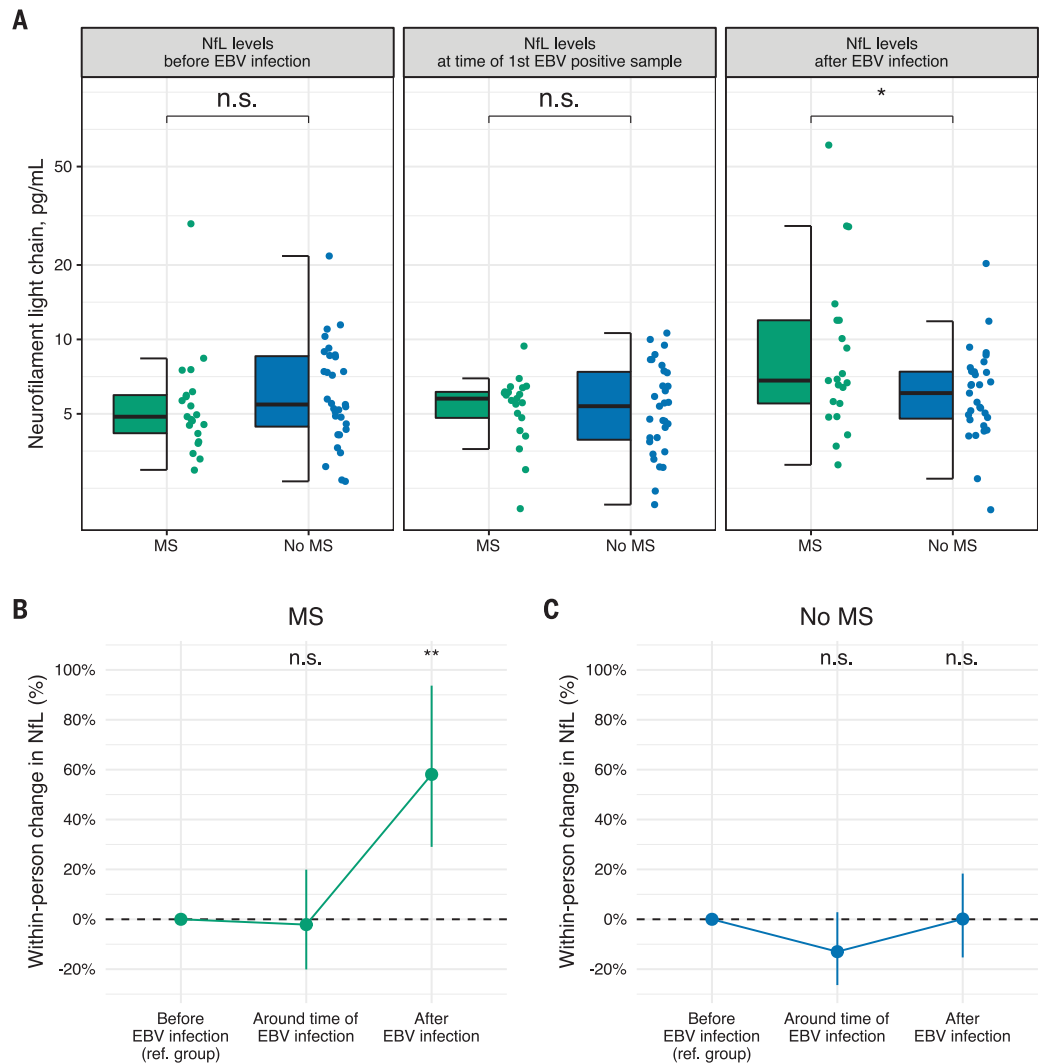 A
NfL levels
before EBV infection
NfL levels
at time of 1st EBV positive sample
NfL levels
after EBV infection
n.s.
n.s.
*
Neurofilament light chain, pg/mL
50
20
10
5
MS
No MS
MS
No MS
MS
No MS
B
MS
n.s.
**
Within-person change in NfL (%)
100%
80%
60%
40%
20%
0%
-20%
Before
EBV infection
(ref. group)
Around time of
EBV infection
After
EBV infection
C
No MS
n.s.
n.s.
Within-person change in NfL (%)
100%
80%
60%
40%
20%
0%
-20%
Before
EBV infection
(ref. group)
Around time of
EBV infection
After
EBV infection